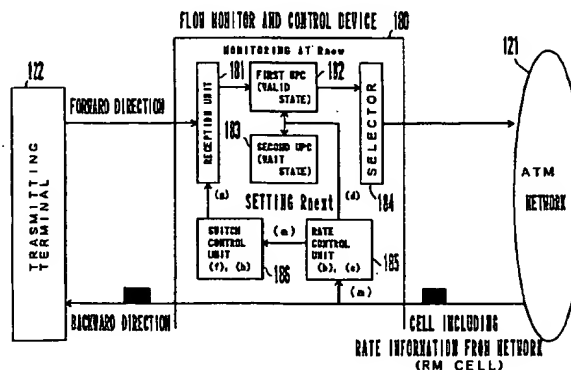 FLOW MONITOR AND CONTROL DEVICE 180
MONITORING AT Rnow
122
181
FIRST UPC
(VALID
STATE)
182
121
TRASMITTING
TERMINAL
FORWARD DIRECTION
RECEPTION UNIT
183
SECOND UPC
(WAIT
STATE)
SELECTOR
184
ATM
NETWORK
SETTING Rnext
(d)
SWITCH
CONTROL
UNIT
(f), (h)
186
(m)
RATE
CONTROL
UNIT
(b), (c)
185
(m)
BACKWARD DIRECTION
CELL INCLUDING
RATE INFORMATION FROM NETWORK
(RM CELL)